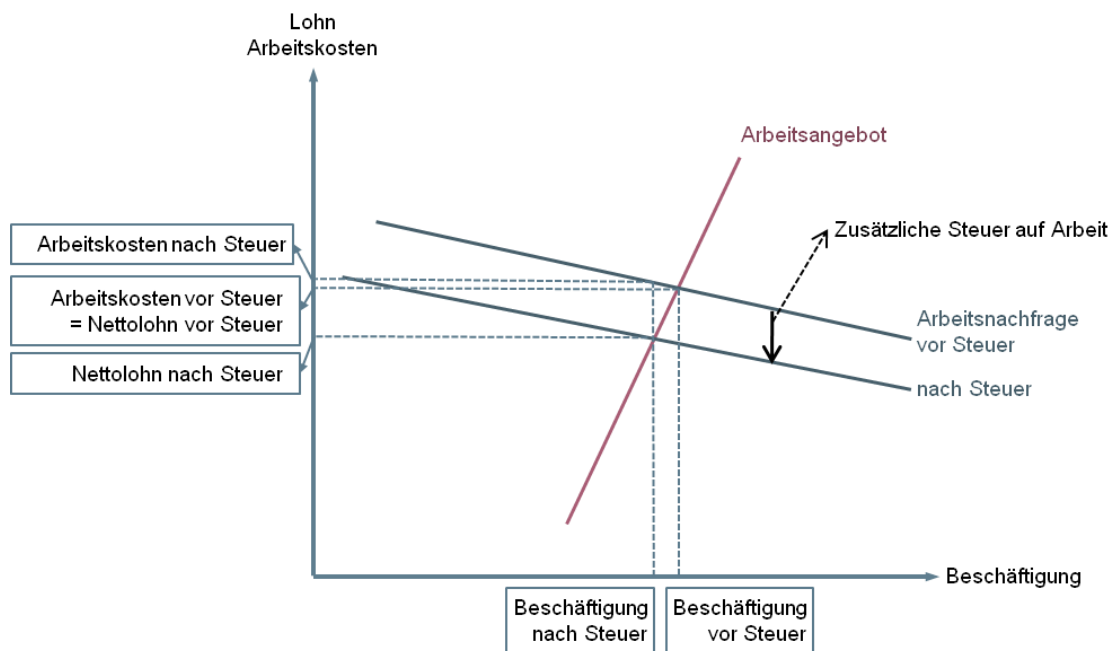 Lohn
Arbeitskosten
Arbeitsangebot
Zusätzliche Steuer auf Arbeit
Arbeitskosten nach Steuer
Arbeitskosten vor Steuer
= Nettolohn vor Steuer
Nettolohn nach Steuer
Arbeitsnachfrage
vor Steuer
nach Steuer
Beschäftigung
Beschäftigung
nach Steuer
Beschäftigung
vor Steuer